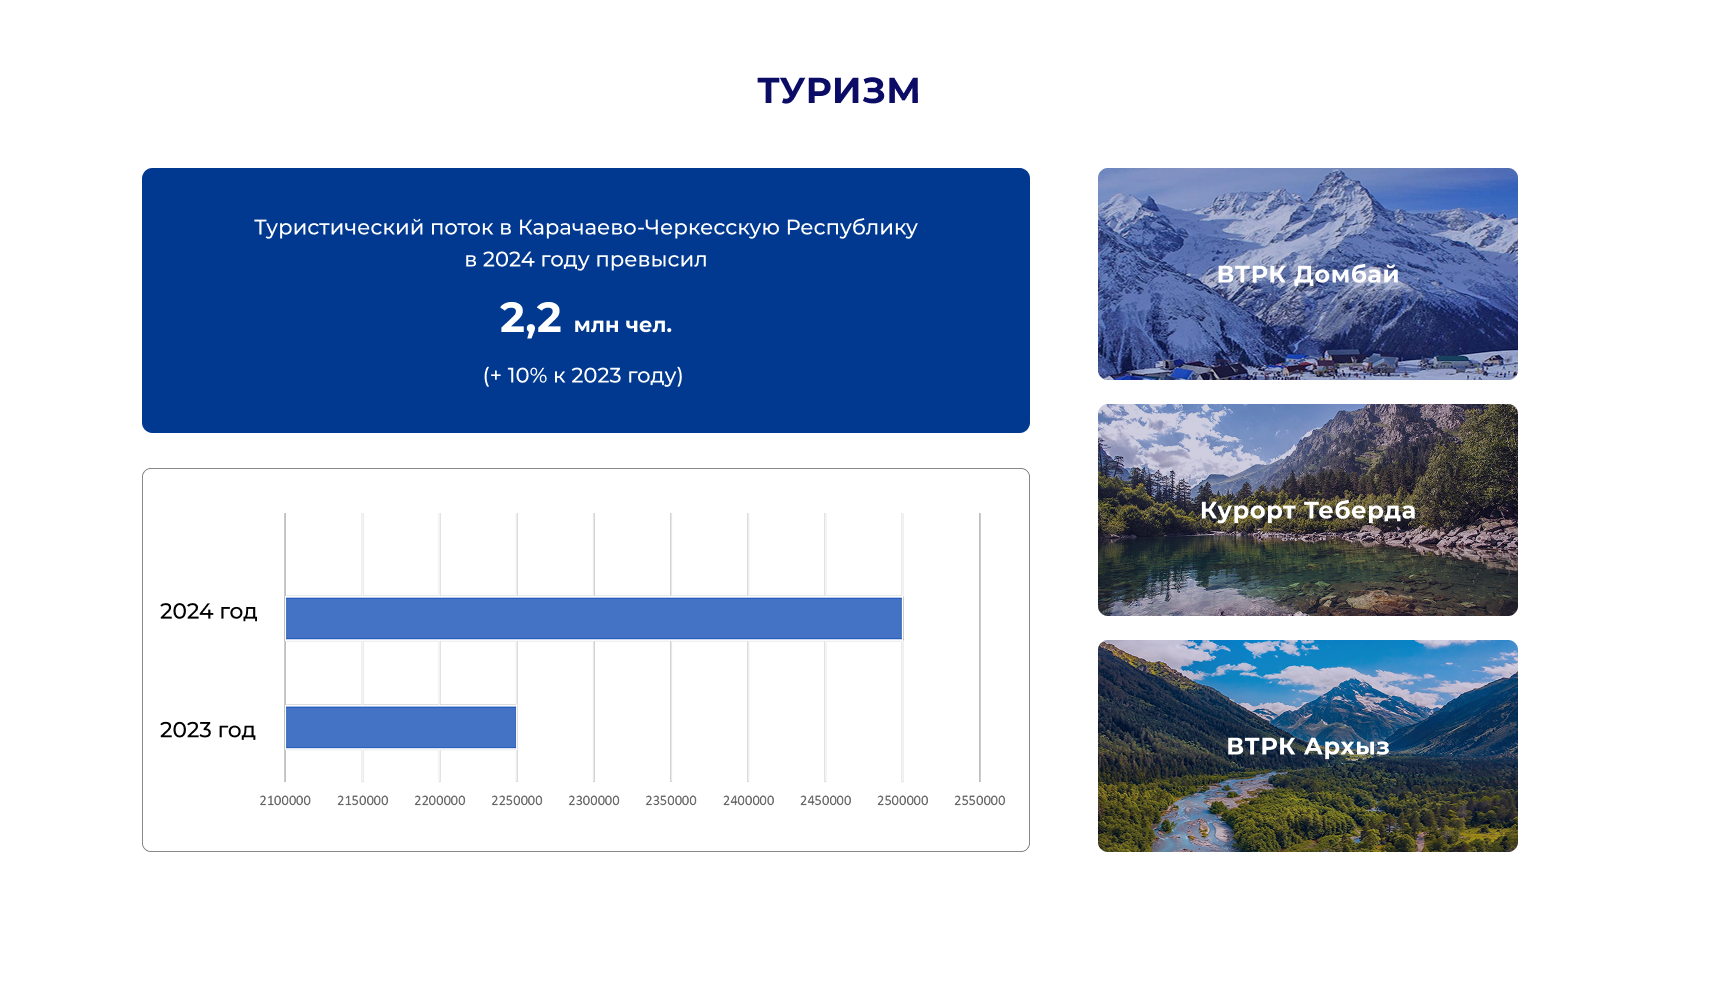 ТУРИЗМ
Туристический поток в Карачаево-Черкесскую Республику
в 2024 году превысил
2,2 млн чел.
(+ 10% к 2023 году)
2024 год
2023 год
2100000 2150000 2200000 2250000 2300000 2350000 2400000 2450000 2500000 2550000
ВТРК Домбай
Курорт Теберда
ВТРК Архыз